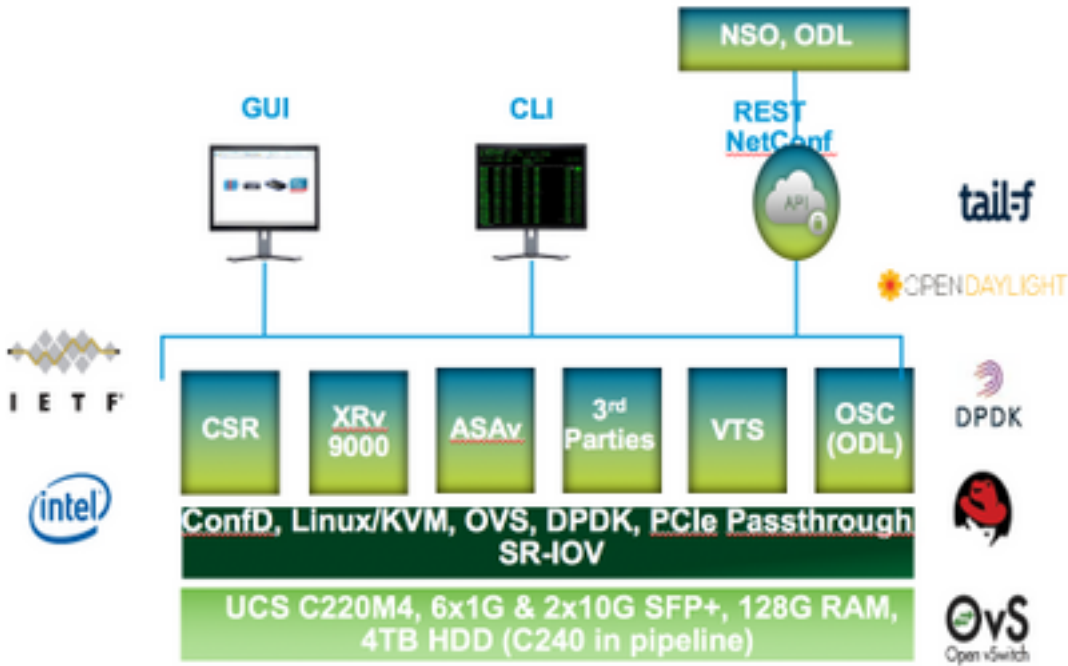 NSO, ODL
GUI
CLI
REST
NetConf
API
tail-f
OPENDAYLIGHT
IETF
intel
CSR
XRv
9000
ASAv
3rd
Parties
VTS
OSC
(ODL)
DPDK
ConfD, Linux/KVM, OVS, DPDK, PCIe Passthrough
SR-IOV
UCS C220M4, 6x1G & 2x10G SFP+, 128G RAM,
4TB HDD (C240 in pipeline)
OvS
Open vSwitch